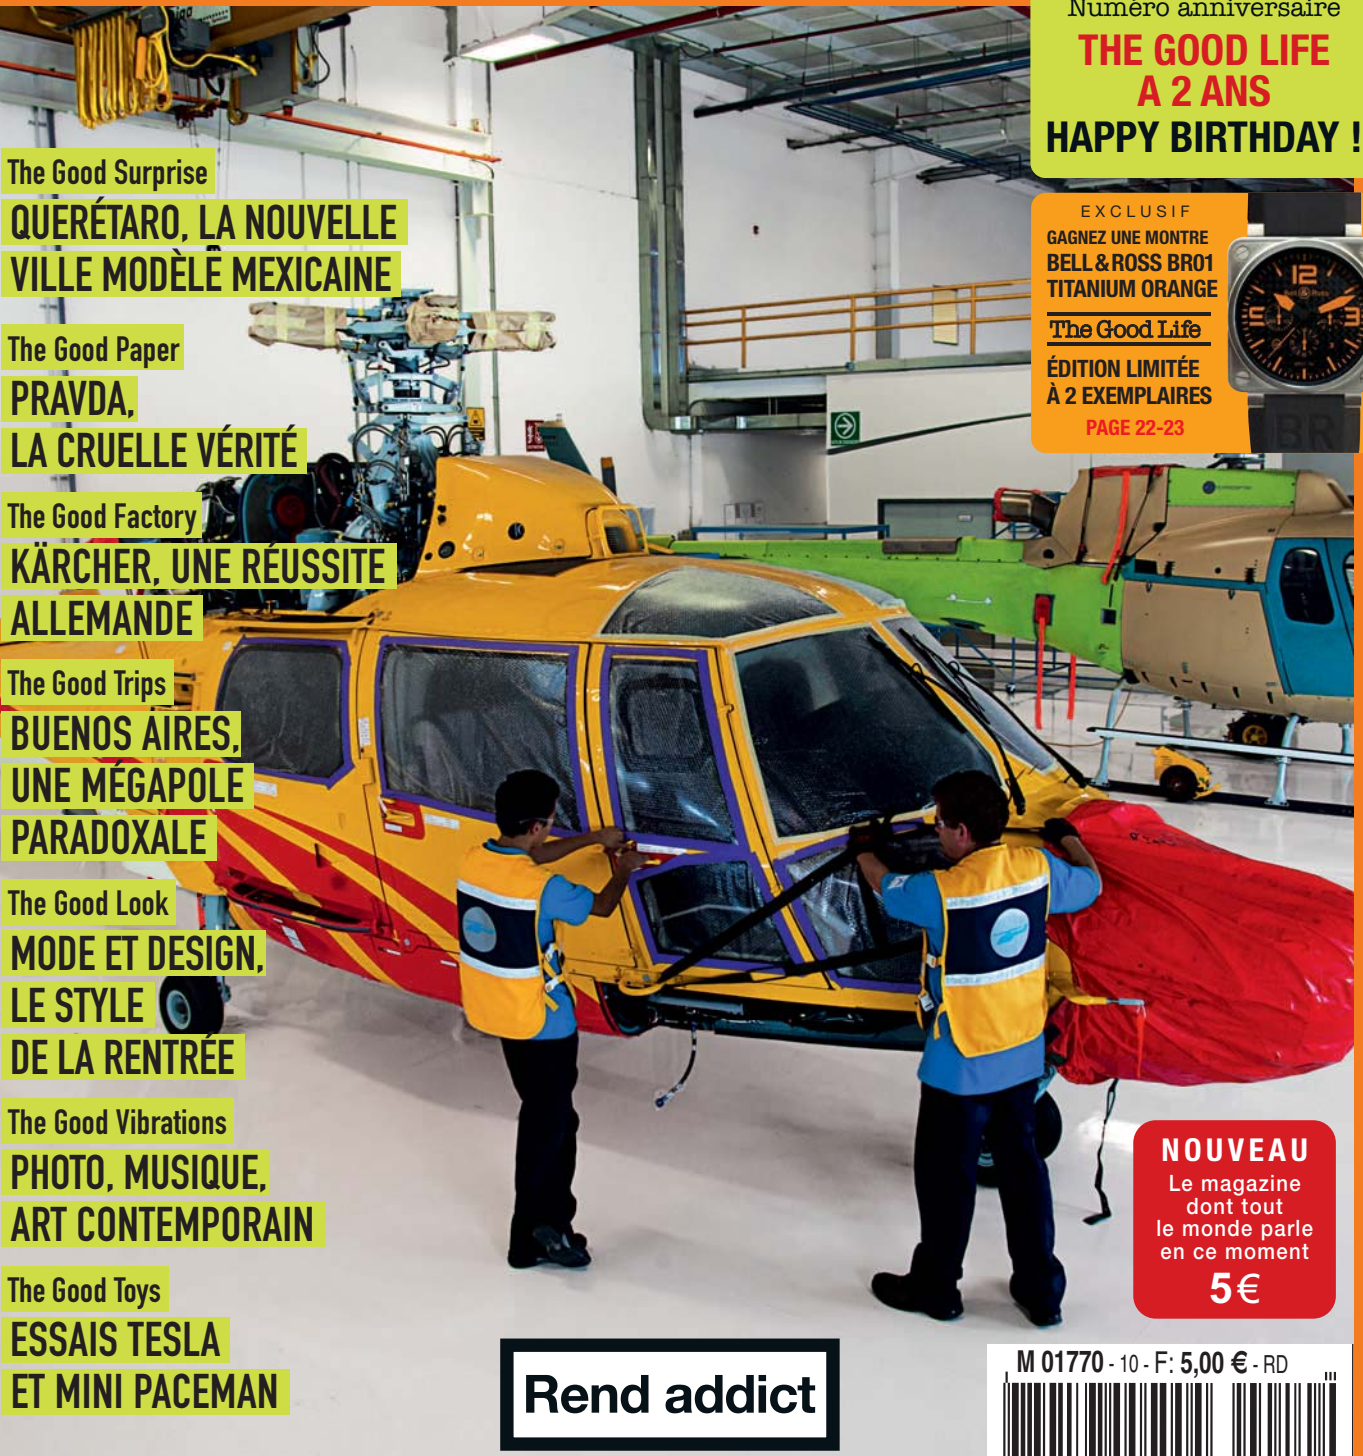 Numéro anniversaire
THE GOOD LIFE
A 2 ANS
HAPPY BIRTHDAY !
EXCLUSIF
GAGNEZ UNE MONTRE
BELL & ROSS BR01
TITANIUM ORANGE
The Good Life
ÉDITION LIMITÉE
À 2 EXEMPLAIRES
PAGE 22-23
12
BR
The Good Surprise
QUERÉTARO, LA NOUVELLE
VILLE MODÈLE MEXICAINE
The Good Paper
PRAVDA,
LA CRUELLE VÉRITÉ
The Good Factory
KÄRCHER, UNE RÉUSSITE
ALLEMANDE
The Good Trips
BUENOS AIRES,
UNE MÉGAPOLE
PARADOXALE
The Good Look
MODE ET DESIGN,
LE STYLE
DE LA RENTRÉE
The Good Vibrations
PHOTO, MUSIQUE,
ART CONTEMPORAIN
The Good Toys
ESSAIS TESLA
ET MINI PACEMAN
NOUVEAU
Le magazine
dont tout
le monde parle
en ce moment
5€
Rend addict
M 01770 - 10 - F: 5,00 € - RD